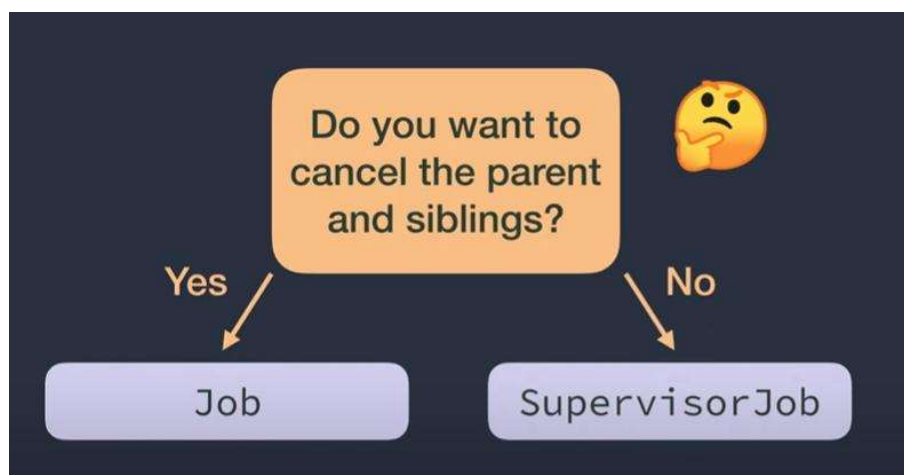 Do you want to
cancel the parent
and siblings?
Yes
No
Job
SupervisorJob